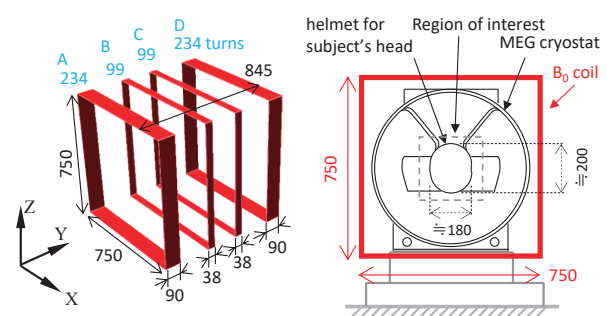 A
234
B
99
C
99
D
234 turns
845
750
750
90
38
38
90
Z
Y
X
helmet for
subject's head
Region of interest
MEG cryostat
B₀ coil
750
≒200
≒180
750